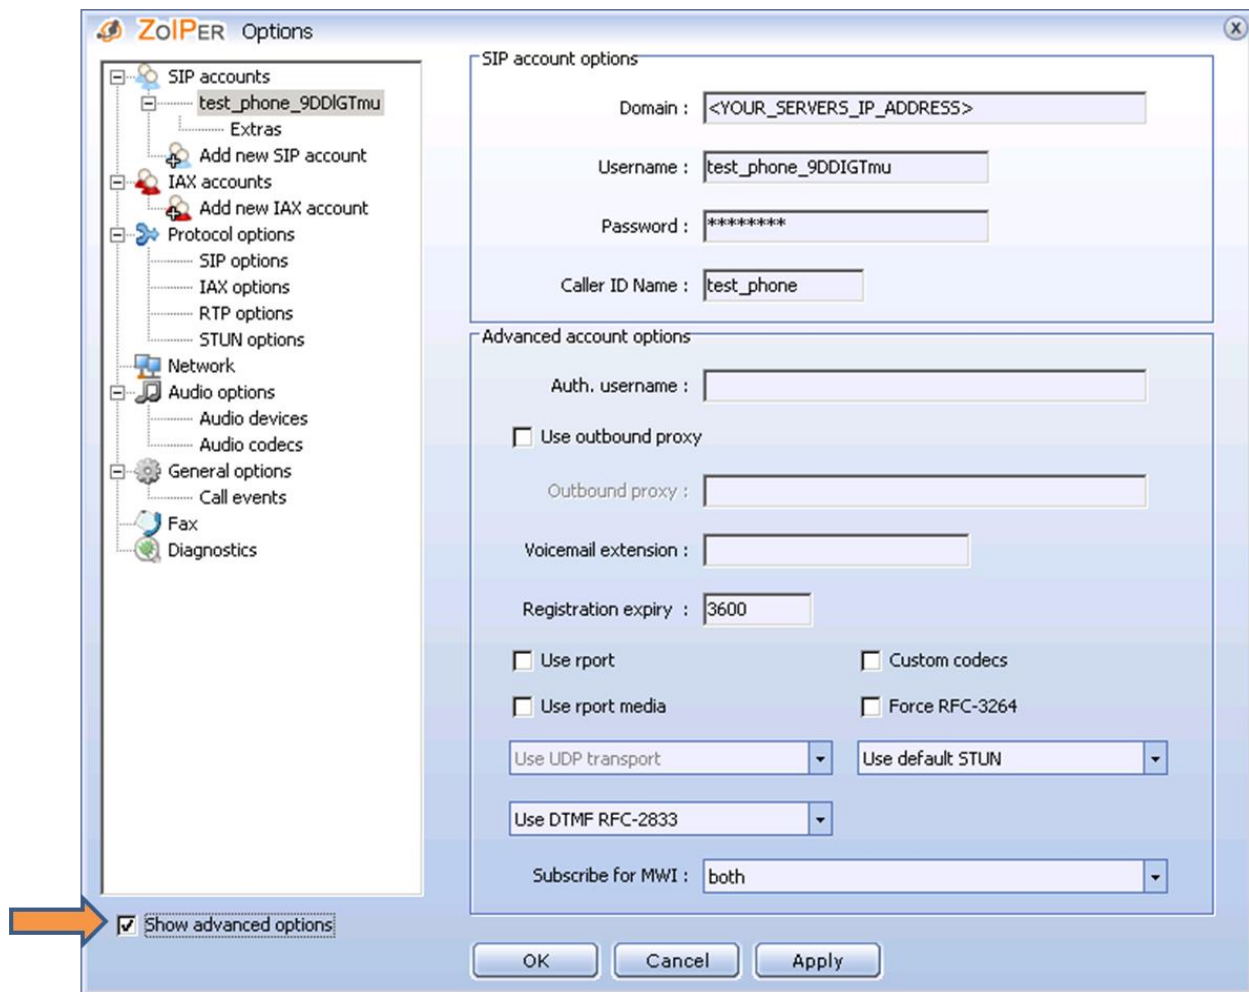 ZoIPER Options
SIP accounts
test_phone_9DDlGTmu
Extras
Add new SIP account
IAX accounts
Add new IAX account
Protocol options
SIP options
IAX options
RTP options
STUN options
Network
Audio options
Audio devices
Audio codecs
General options
Call events
Fax
Diagnostics
Show advanced options
SIP account options
Domain : <YOUR_SERVERS_IP_ADDRESS>
Username : test_phone_9DDIGTmu
Password : ********
Caller ID Name : test_phone
Advanced account options
Auth. username :
Use outbound proxy
Outbound proxy :
Voicemail extension :
Registration expiry : 3600
Use rport Custom codecs
Use rport media Force RFC-3264
Use UDP transport Use default STUN
Use DTMF RFC-2833
Subscribe for MWI : both
OK Cancel Apply